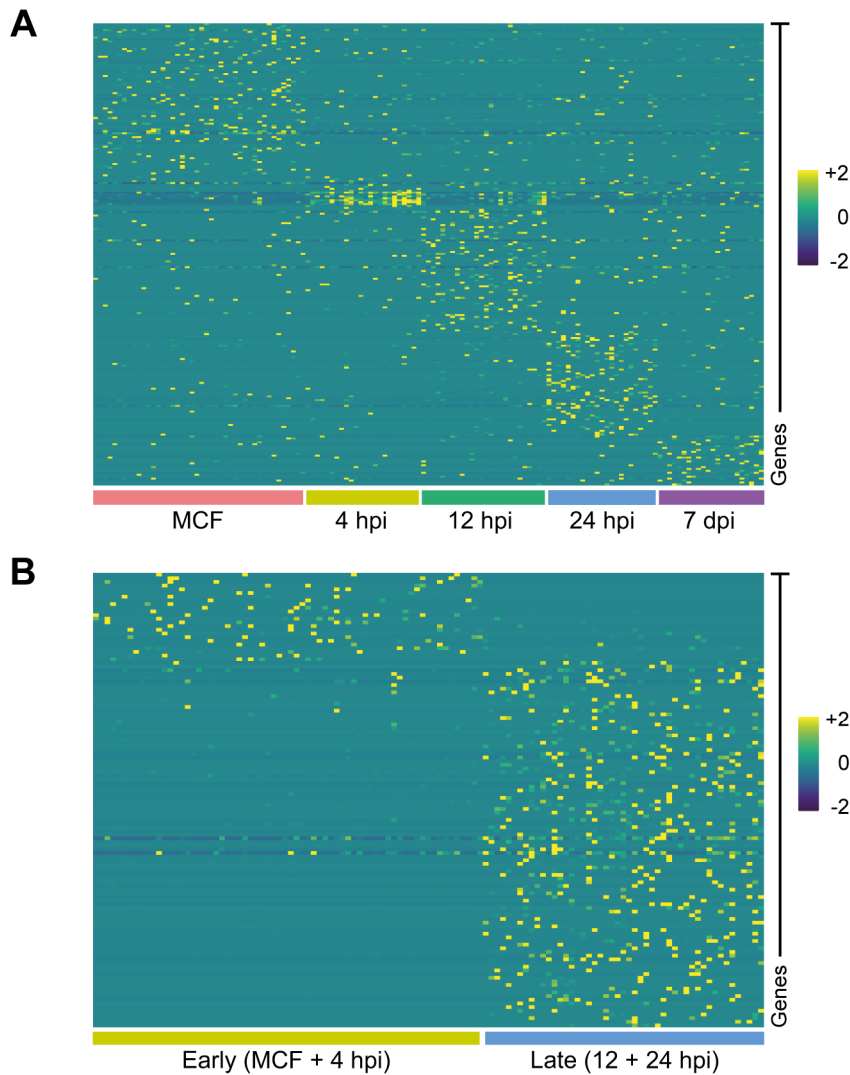 A
+2
0
-2
Genes
MCF
4 hpi
12 hpi
24 hpi
7 dpi
B
+2
0
-2
Genes
Early (MCF + 4 hpi)
Late (12 + 24 hpi)